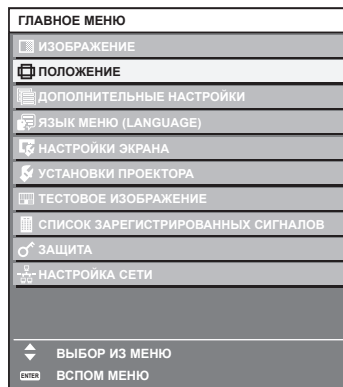 ГЛАВНОЕ МЕНЮ
ИЗОБРАЖЕНИЕ
ПОЛОЖЕНИЕ
ДОПОЛНИТЕЛЬНЫЕ НАСТРОЙКИ
ЯЗЫК МЕНЮ (LANGUAGE)
НАСТРОЙКИ ЭКРАНА
УСТАНОВКИ ПРОЕКТОРА
ТЕСТОВОЕ ИЗОБРАЖЕНИЕ
СПИСОК ЗАРЕГИСТРИРОВАННЫХ СИГНАЛОВ
ЗАЩИТА
НАСТРОЙКА СЕТИ
ВЫБОР ИЗ МЕНЮ
ENTER ВСПОМ МЕНЮ